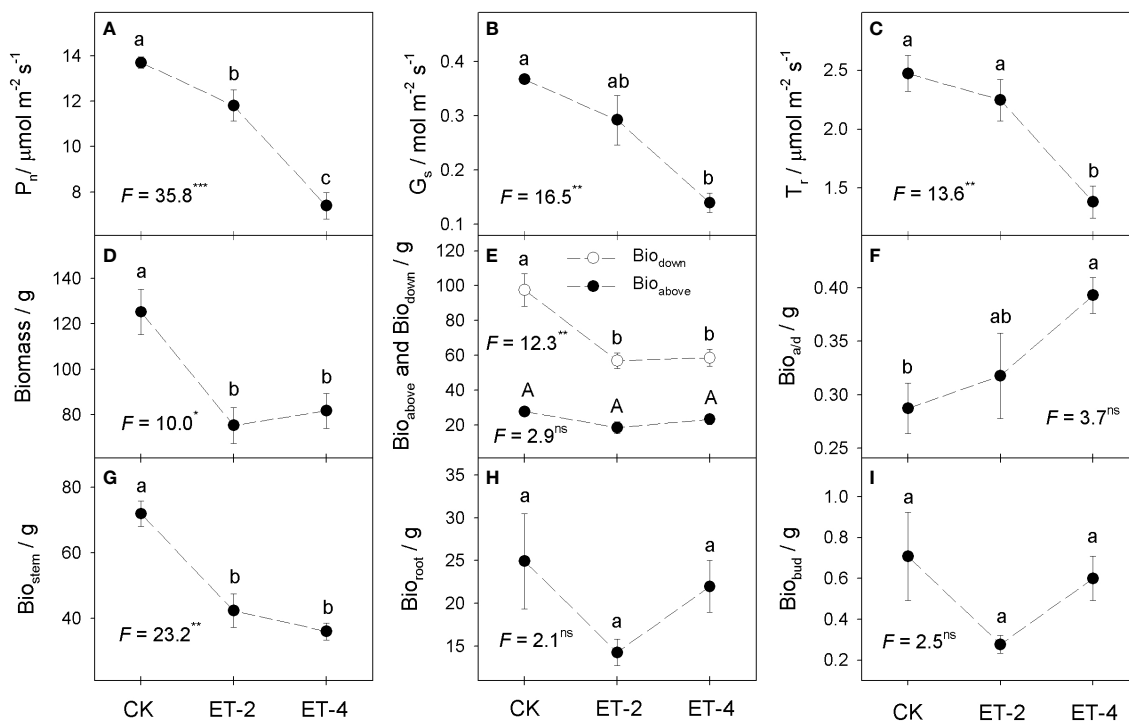 A
a
b
c
14
12
10
8
Pn/ μmol m-2 s-1
F = 35.8***
B
a
ab
b
0.4
0.3
0.2
0.1
Gs / mol m-2 s-1
F = 16.5**
C
a
a
b
2.5
2.0
1.5
Tr / μmol m-2 s-1
F = 13.6**
D
a
b
b
140
120
100
80
60
Biomass / g
F = 10.0*
E
a
b
b
Biodown
Bioabove
120
100
80
60
40
20
0
Bioabove and Biodown / g
F = 12.3**
A
A
A
F = 2.9ns
F
b
ab
a
0.40
0.35
0.30
0.25
Bioa/d / g
F = 3.7ns
G
a
b
b
80
60
40
Biostem / g
F = 23.2**
H
a
a
a
35
30
25
20
15
Bioroot / g
F = 2.1ns
I
a
a
a
1.0
0.8
0.6
0.4
0.2
Biobud / g
F = 2.5ns
CK ET-2 ET-4
CK ET-2 ET-4
CK ET-2 ET-4